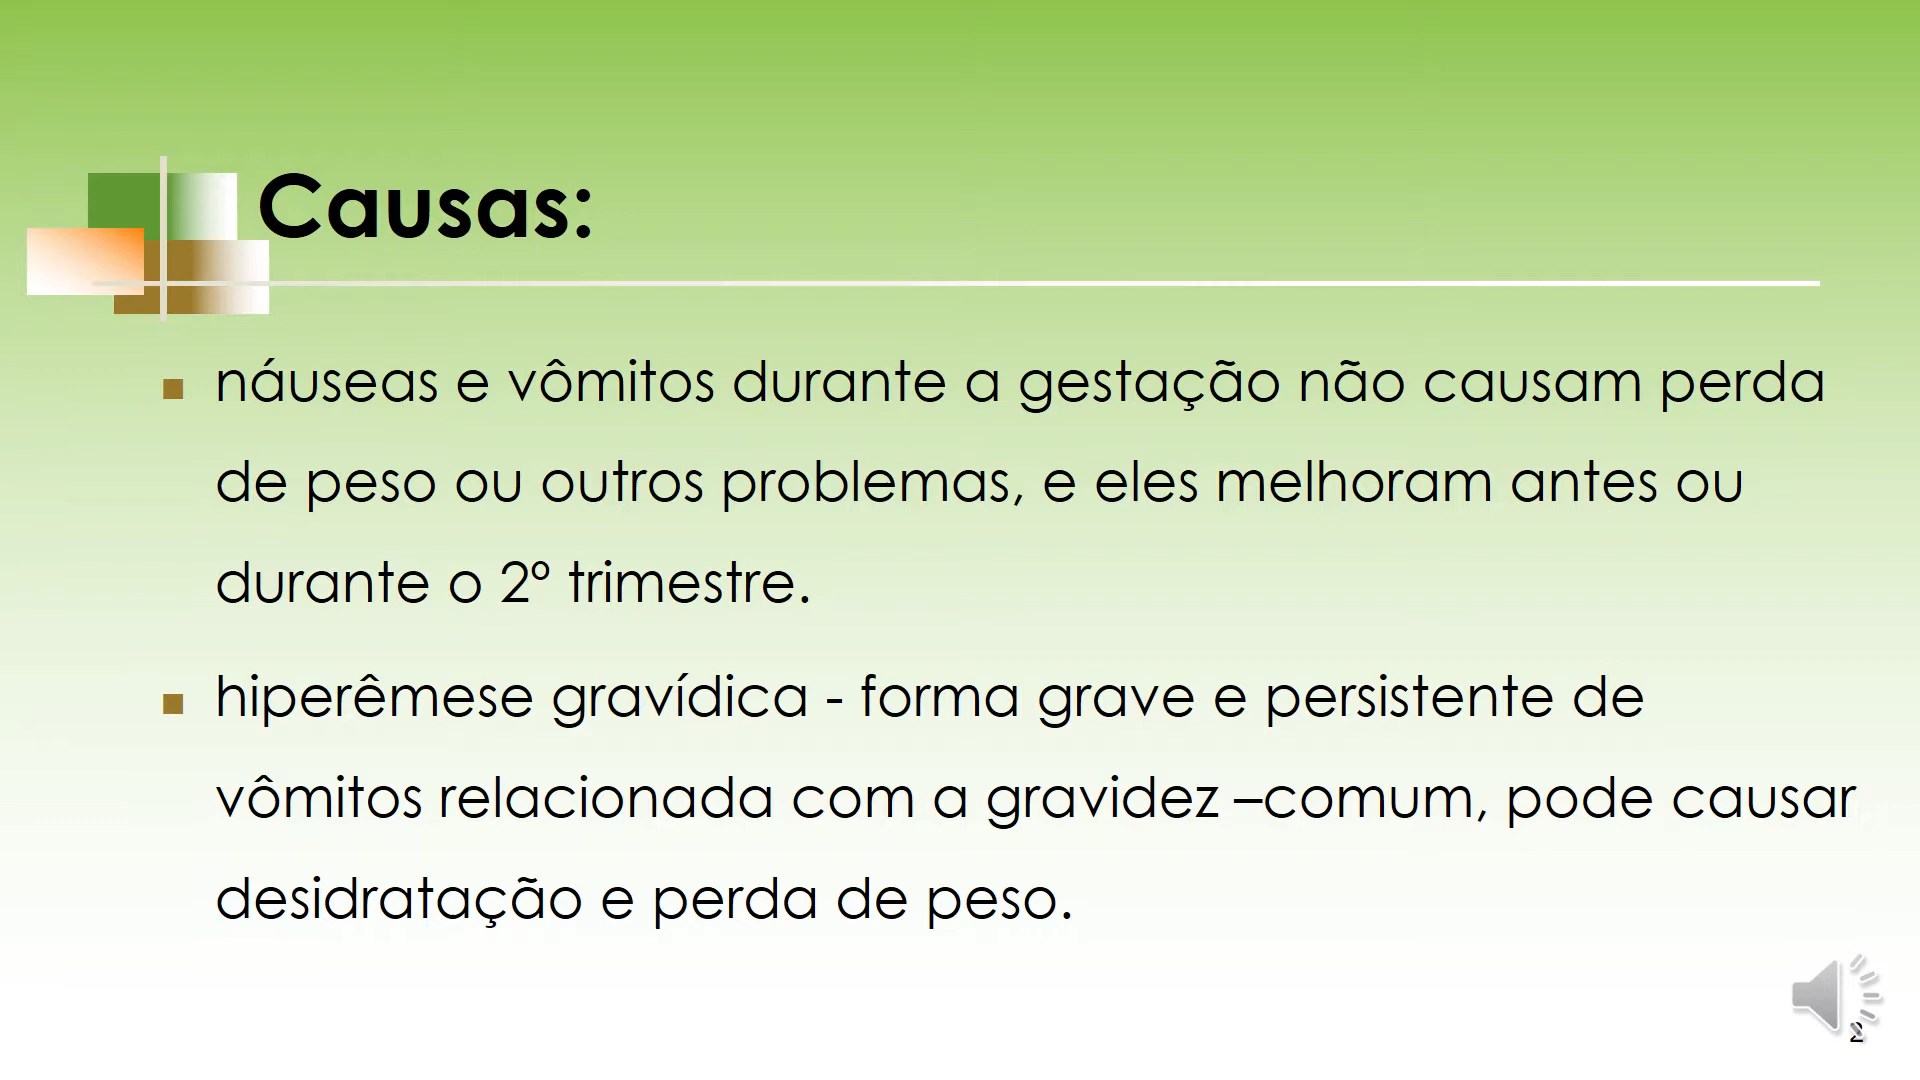 Causas:
náuseas e vômitos durante a gestação não causam perda
de peso ou outros problemas, e eles melhoram antes ou
durante o 2º trimestre.
hiperêmese gravídica - forma grave e persistente de
vômitos relacionada com a gravidez –comum, pode causar
desidratação e perda de peso.
2